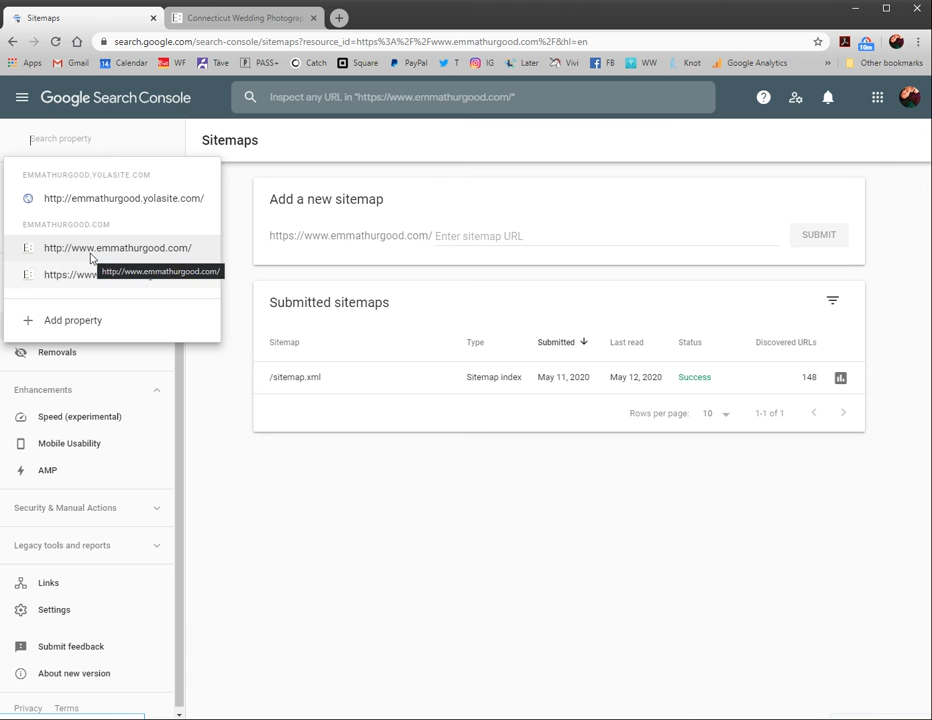 Sitemaps
Connecticut Wedding Photograp
search.google.com/search-console/sitemaps?resource_id=https%3A%2F%2Fwww.emmathurgood.com%2F&hl=en
Apps Gmail Calendar WF Táve PASS+ Catch Square PayPal T IG Later Vivi FB WW Knot Google Analytics » Other bookmarks
10m
Google Search Console
Inspect any URL in "https://www.emmathurgood.com/"
Search property
Sitemaps
EMMATHURGOOD.YOLASITE.COM
http://emmathurgood.yolasite.com/
EMMATHURGOOD.COM
http://www.emmathurgood.com/
http://www.emmathurgood.com/
https://www
+ Add property
Removals
Enhancements
Speed (experimental)
Mobile Usability
AMP
Security & Manual Actions
Legacy tools and reports
Links
Settings
Submit feedback
About new version
Privacy Terms
Add a new sitemap
https://www.emmathurgood.com/ Enter sitemap URL
SUBMIT
Submitted sitemaps
Sitemap Type Submitted Last read Status Discovered URLs
/sitemap.xml Sitemap index May 11, 2020 May 12, 2020 Success 148
Rows per page: 10 1-1 of 1